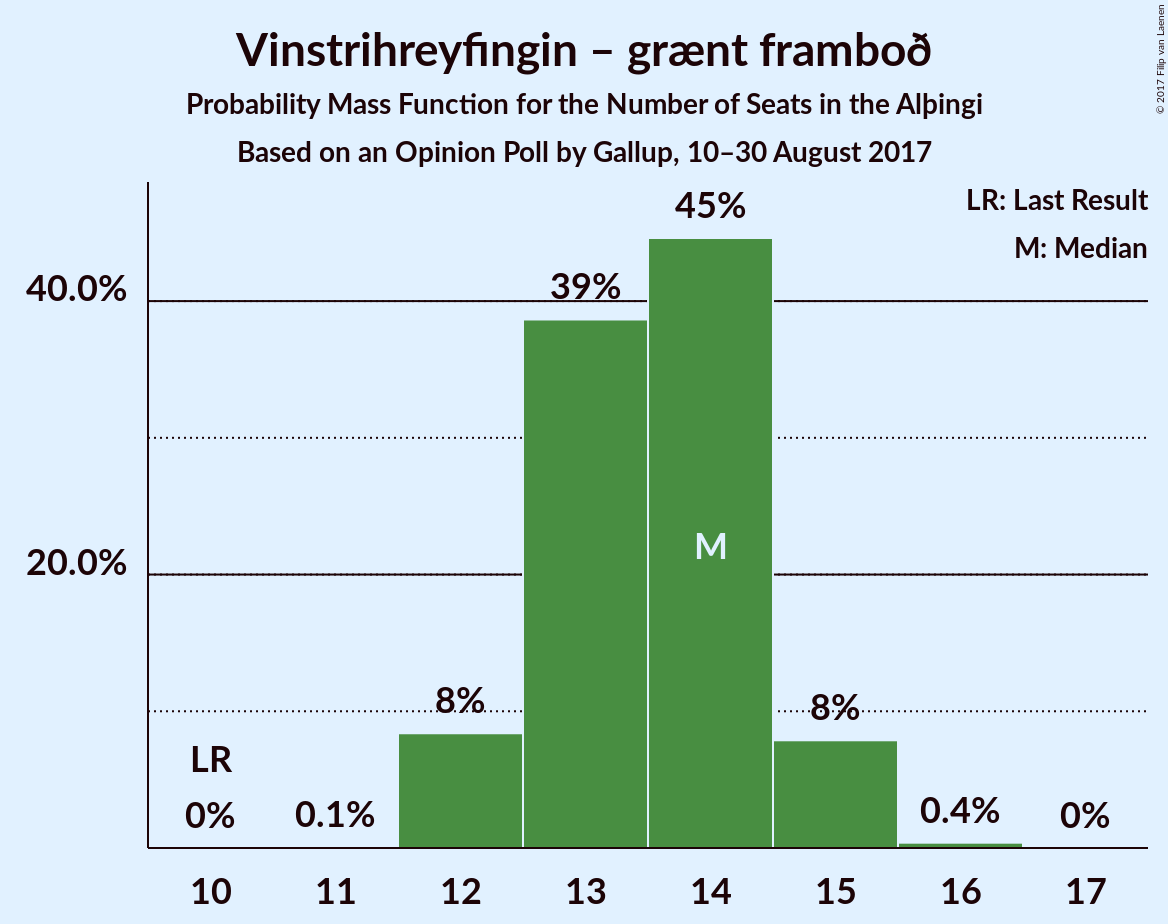 Vinstrihreyfingin – grænt framboð
Probability Mass Function for the Number of Seats in the Alþingi
Based on an Opinion Poll by Gallup, 10–30 August 2017
© 2017 Filip van Laenen
LR: Last Result
M: Median
40.0%
20.0%
LR
0%
0.1%
8%
39%
45%
M
8%
0.4%
0%
10 11 12 13 14 15 16 17